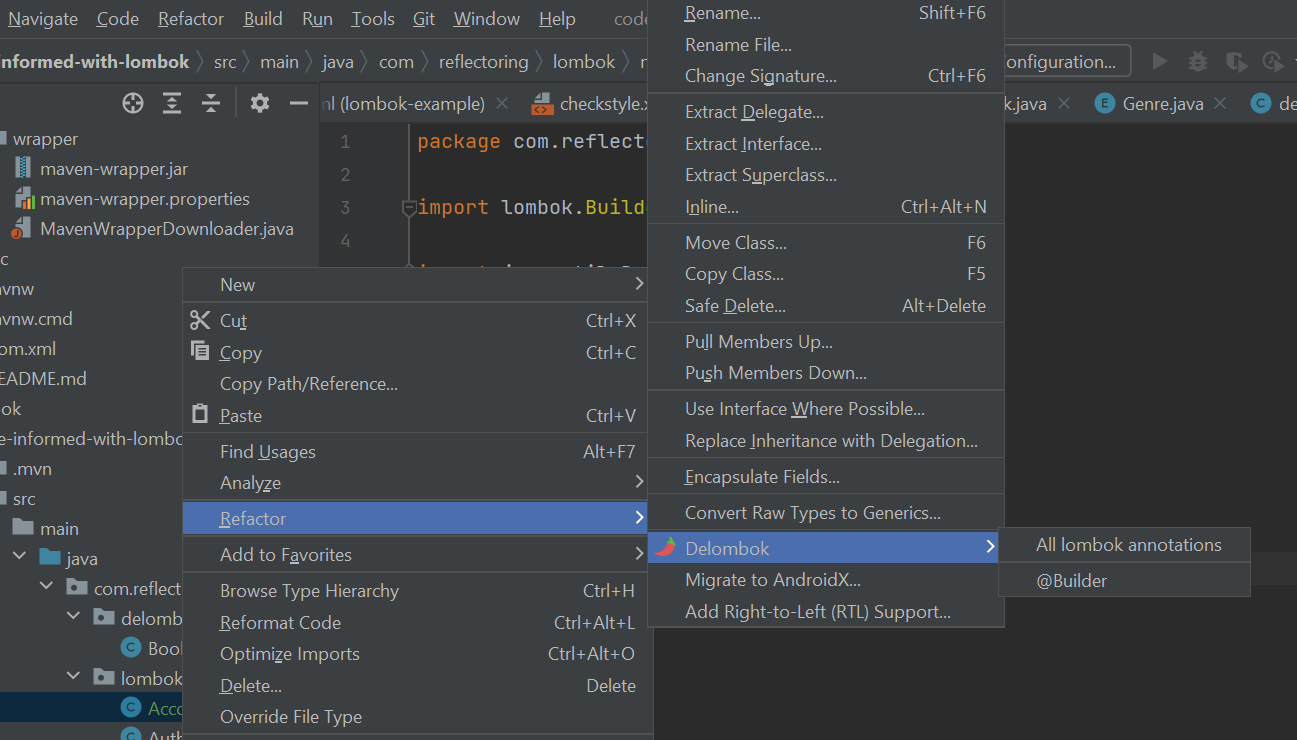 Navigate Code Refactor Build Run Tools Git Window Help code
informed-with-lombok src main java com reflectoring lombok
onfiguration...
ml (lombok-example) checkstyle.x
k.java Genre.java de
wrapper
maven-wrapper.jar
maven-wrapper.properties
MavenWrapperDownloader.java
c
vnw
vnw.cmd
om.xml
EADME.md
ok
e-informed-with-lombo
.mvn
src
main
java
com.reflect
delomb
Boo
lombok
Acco
Auth
1 package com.reflect
2
3 import lombok.Build
4
New
Cut Ctrl+X
Copy Ctrl+C
Copy Path/Reference...
Paste Ctrl+V
Find Usages Alt+F7
Analyze
Refactor
Add to Favorites
Browse Type Hierarchy Ctrl+H
Reformat Code Ctrl+Alt+L
Optimize Imports Ctrl+Alt+O
Delete... Delete
Override File Type
Rename... Shift+F6
Rename File...
Change Signature... Ctrl+F6
Extract Delegate...
Extract Interface...
Extract Superclass...
Inline... Ctrl+Alt+N
Move Class... F6
Copy Class... F5
Safe Delete... Alt+Delete
Pull Members Up...
Push Members Down...
Use Interface Where Possible...
Replace Inheritance with Delegation...
Encapsulate Fields...
Convert Raw Types to Generics...
Delombok
Migrate to AndroidX...
Add Right-to-Left (RTL) Support...
All lombok annotations
@Builder